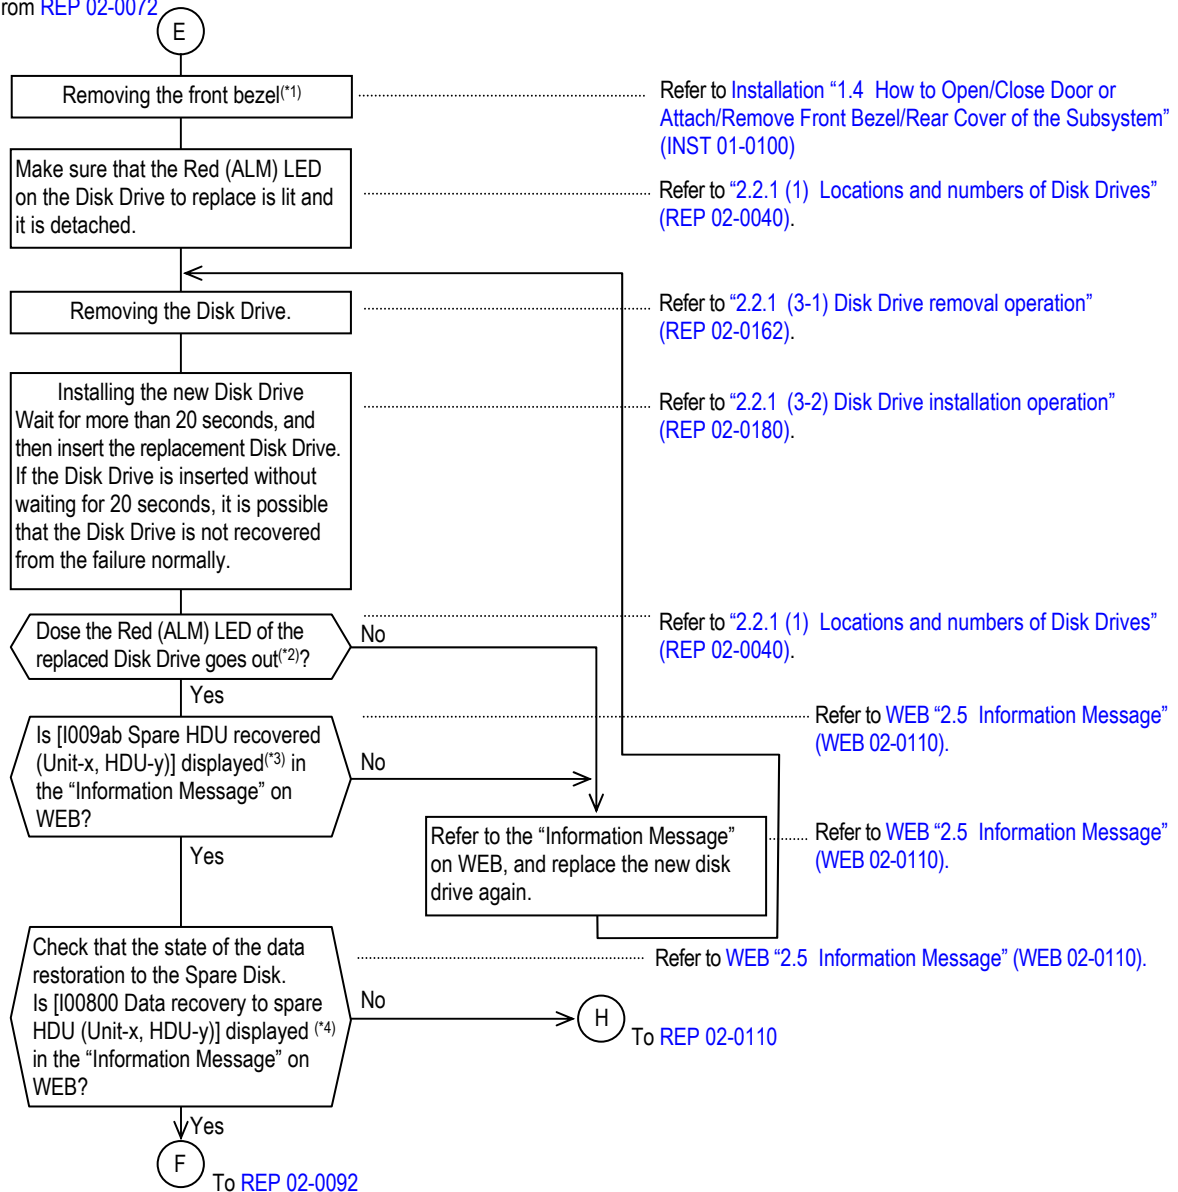 rom REP 02-0072
E
Removing the front bezel(*1)
Refer to Installation “1.4 How to Open/Close Door or
Attach/Remove Front Bezel/Rear Cover of the Subsystem”
(INST 01-0100)
Make sure that the Red (ALM) LED
on the Disk Drive to replace is lit and
it is detached.
Refer to “2.2.1 (1) Locations and numbers of Disk Drives”
(REP 02-0040).
Removing the Disk Drive.
Refer to “2.2.1 (3-1) Disk Drive removal operation”
(REP 02-0162).
Installing the new Disk Drive
Wait for more than 20 seconds, and
then insert the replacement Disk Drive.
If the Disk Drive is inserted without
waiting for 20 seconds, it is possible
that the Disk Drive is not recovered
from the failure normally.
Refer to “2.2.1 (3-2) Disk Drive installation operation”
(REP 02-0180).
Dose the Red (ALM) LED of the
replaced Disk Drive goes out(*2)?
No
Refer to “2.2.1 (1) Locations and numbers of Disk Drives”
(REP 02-0040).
Yes
Is [I009ab Spare HDU recovered
(Unit-x, HDU-y)] displayed(*3) in
the “Information Message” on
WEB?
No
Refer to WEB “2.5 Information Message”
(WEB 02-0110).
Yes
Refer to the “Information Message”
on WEB, and replace the new disk
drive again.
Refer to WEB “2.5 Information Message”
(WEB 02-0110).
Check that the state of the data
restoration to the Spare Disk.
Is [I00800 Data recovery to spare
HDU (Unit-x, HDU-y)] displayed (*4)
in the “Information Message” on
WEB?
Refer to WEB “2.5 Information Message” (WEB 02-0110).
No
H
To REP 02-0110
Yes
F
To REP 02-0092